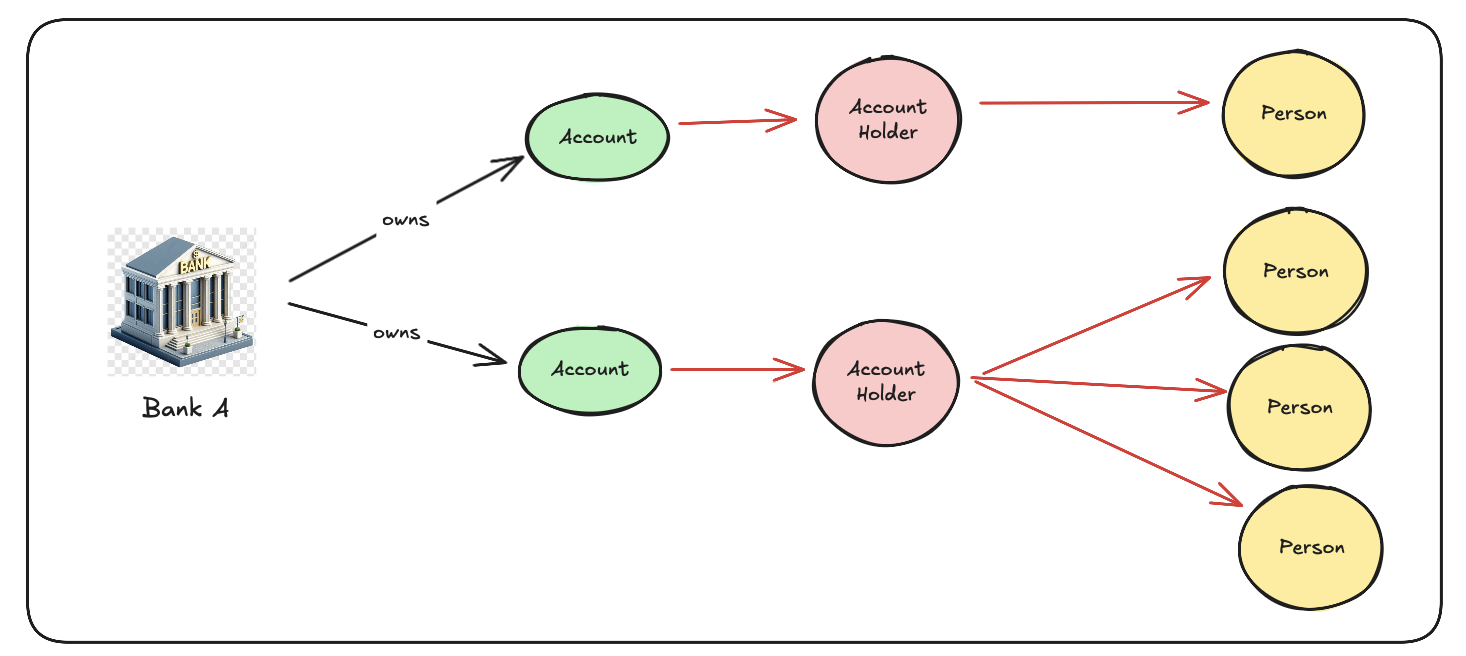 Account
Account
Holder
Person
owns
$
BANK
Person
owns
Account
Account
Holder
Bank A
Person
Person